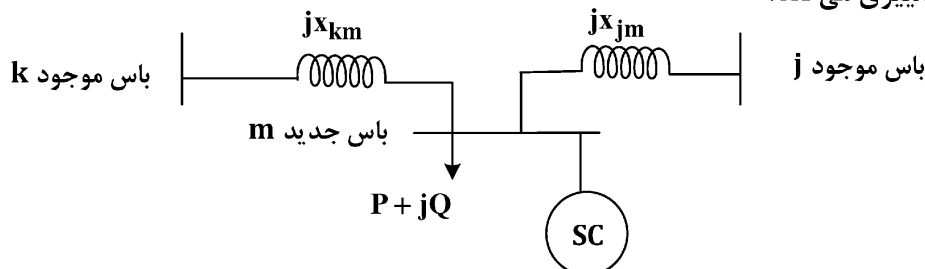 jx_km
jx_jm
باس موجود k
باس موجود j
باس جدید m
P + jQ
SC